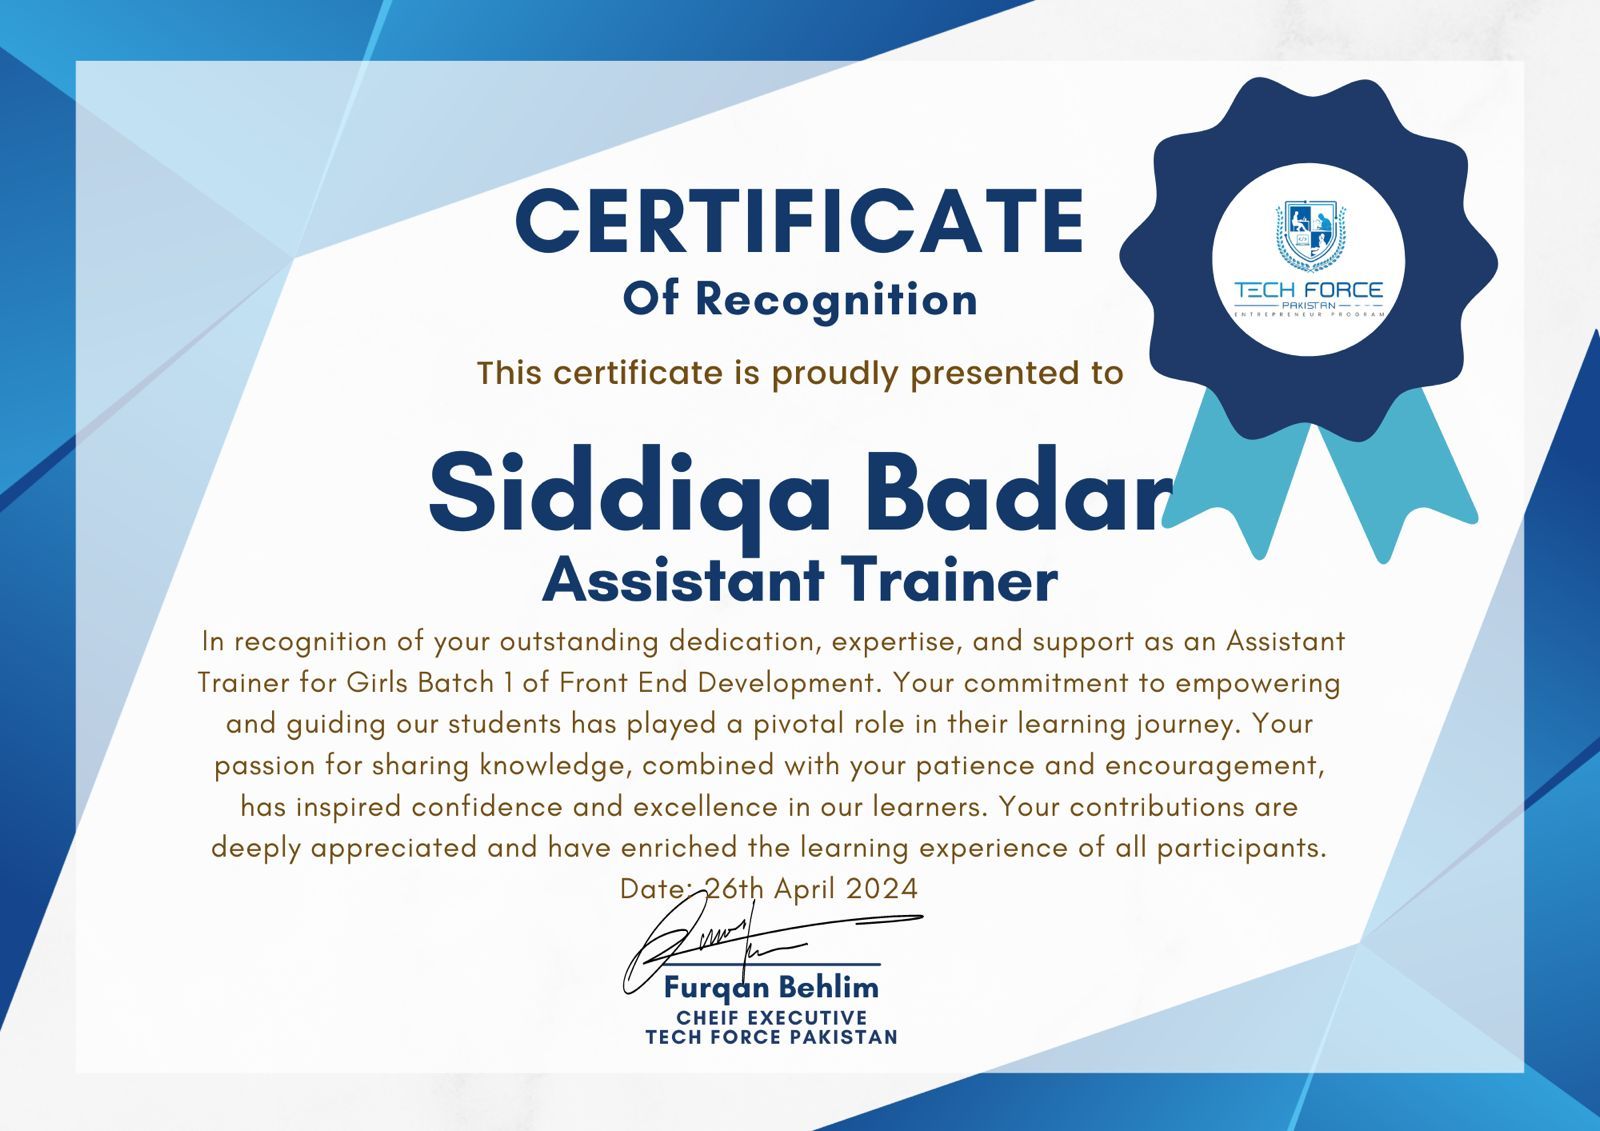 CERTIFICATE
Of Recognition
This certificate is proudly presented to
TECH FORCE
PAKISTAN
ENTREPRENEUR PROGRAM
Siddiqa Badar
Assistant Trainer
In recognition of your outstanding dedication, expertise, and support as an Assistant
Trainer for Girls Batch 1 of Front End Development. Your commitment to empowering
and guiding our students has played a pivotal role in their learning journey. Your
passion for sharing knowledge, combined with your patience and encouragement,
has inspired confidence and excellence in our learners. Your contributions are
deeply appreciated and have enriched the learning experience of all participants.
Date: 26th April 2024
Furqan Behlim
CHEIF EXECUTIVE
TECH FORCE PAKISTAN